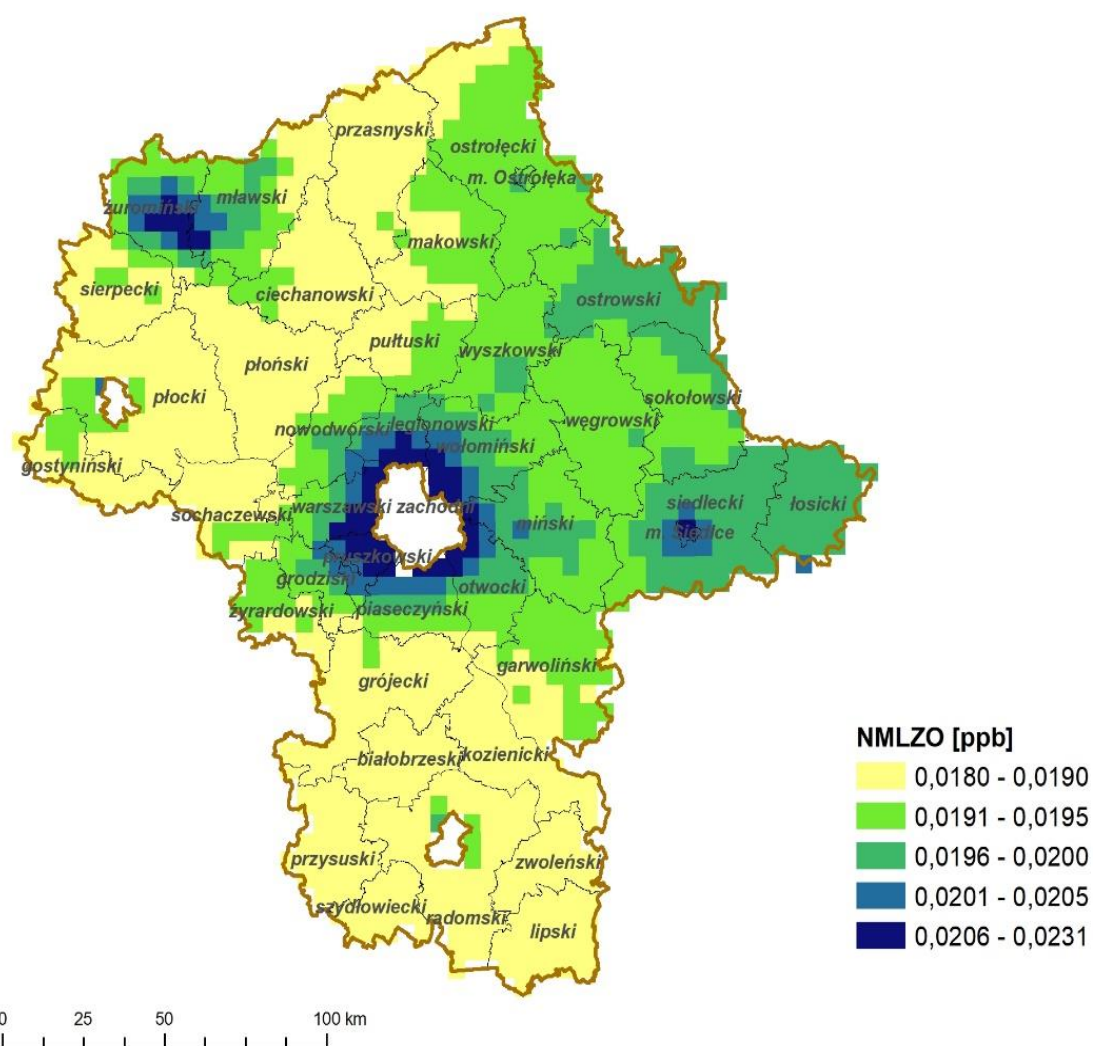 przasnyski
ostrołęcki
m. Ostrołęka
mławski
żuromiński
makowski
sierpecki
ciechanowski
ostrowski
pułtuski
wyszkowski
płoński
płocki
sokołowski
węgrowski
nowodworski
legionowski
wołomiński
gostyniński
siedlecki
łosicki
warszawski zachodni
sochaczewski
miński
m. Siedlce
pruszkowski
grodziski
otwocki
żyrardowski
piaseczyński
garwoliński
grójecki
białobrzeski
kozienicki
przysuski
zwoleński
szydłowiecki
radomski
lipski
NMLZO [ppb]
0,0180 - 0,0190
0,0191 - 0,0195
0,0196 - 0,0200
0,0201 - 0,0205
0,0206 - 0,0231
0 25 50 100 km